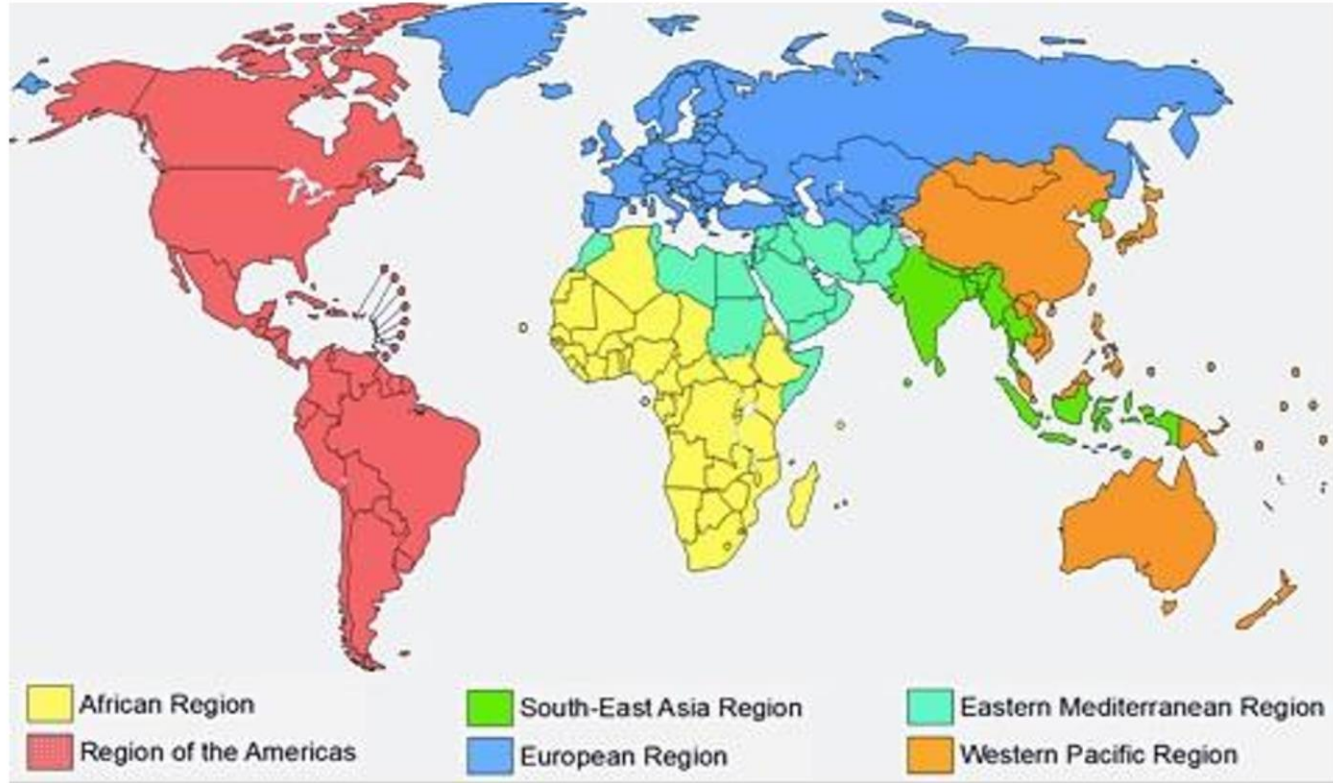 African Region
South-East Asia Region
Eastern Mediterranean Region
Region of the Americas
European Region
Western Pacific Region